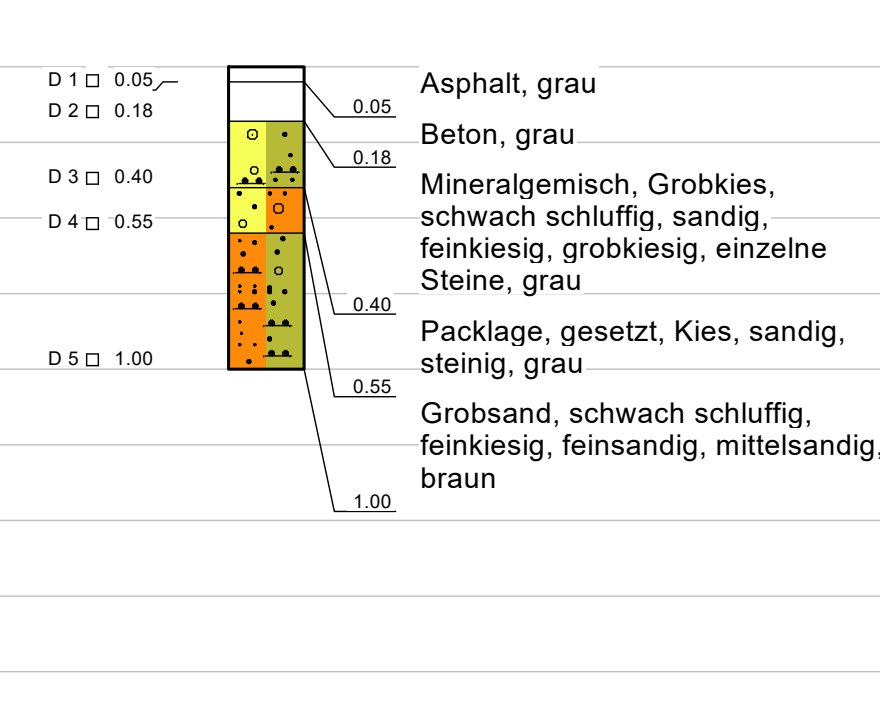 D 1 □ 0.05
D 2 □ 0.18
D 3 □ 0.40
D 4 □ 0.55
D 5 □ 1.00
Asphalt, grau
0.05
Beton, grau
0.18
Mineralgemisch, Grobkies,
schwach schluffig, sandig,
feinkiesig, grobkiesig, einzelne
Steine, grau
0.40
Packlage, gesetzt, Kies, sandig,
steinig, grau
0.55
Grobsand, schwach schluffig,
feinkiesig, feinsandig, mittelsandig,
braun
1.00